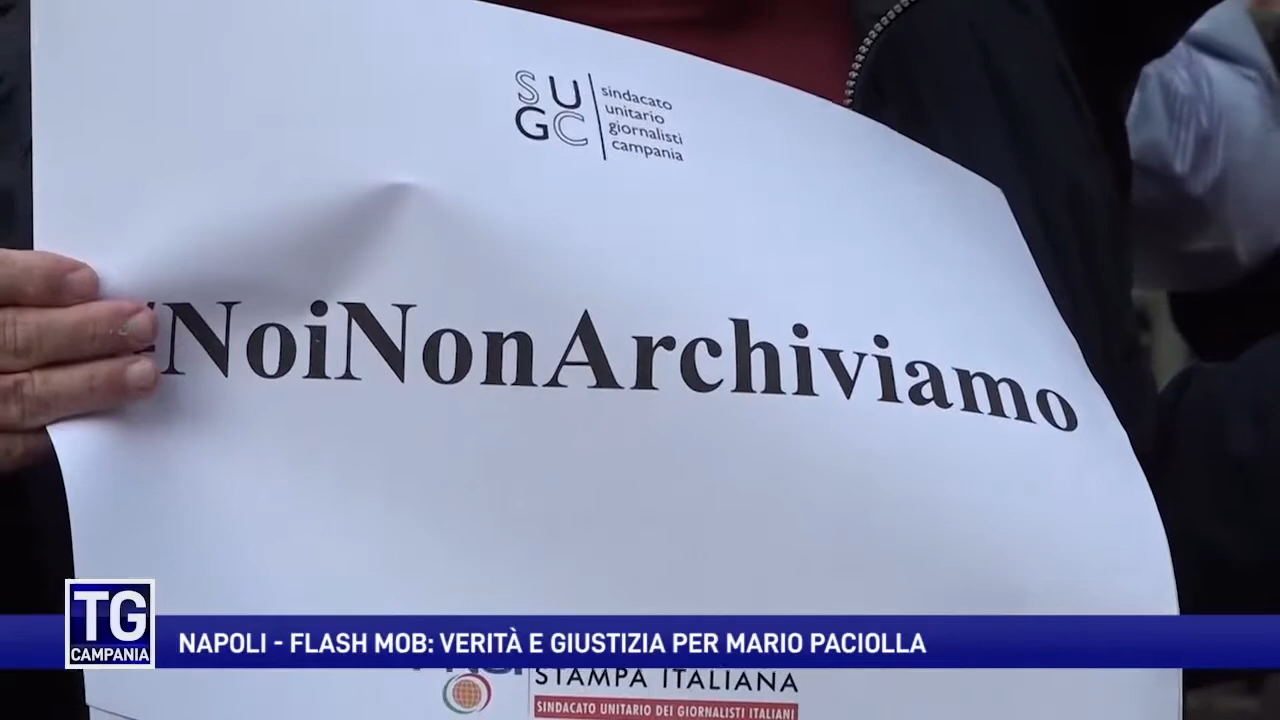 SUGC
sindacato
unitario
giornalisti
campania
#NoiNonArchiviamo
TG
CAMPANIA
NAPOLI - FLASH MOB: VERITÀ E GIUSTIZIA PER MARIO PACIOLLA
STAMPA ITALIANA
SINDACATO UNITARIO DEI GIORNALISTI ITALIANI